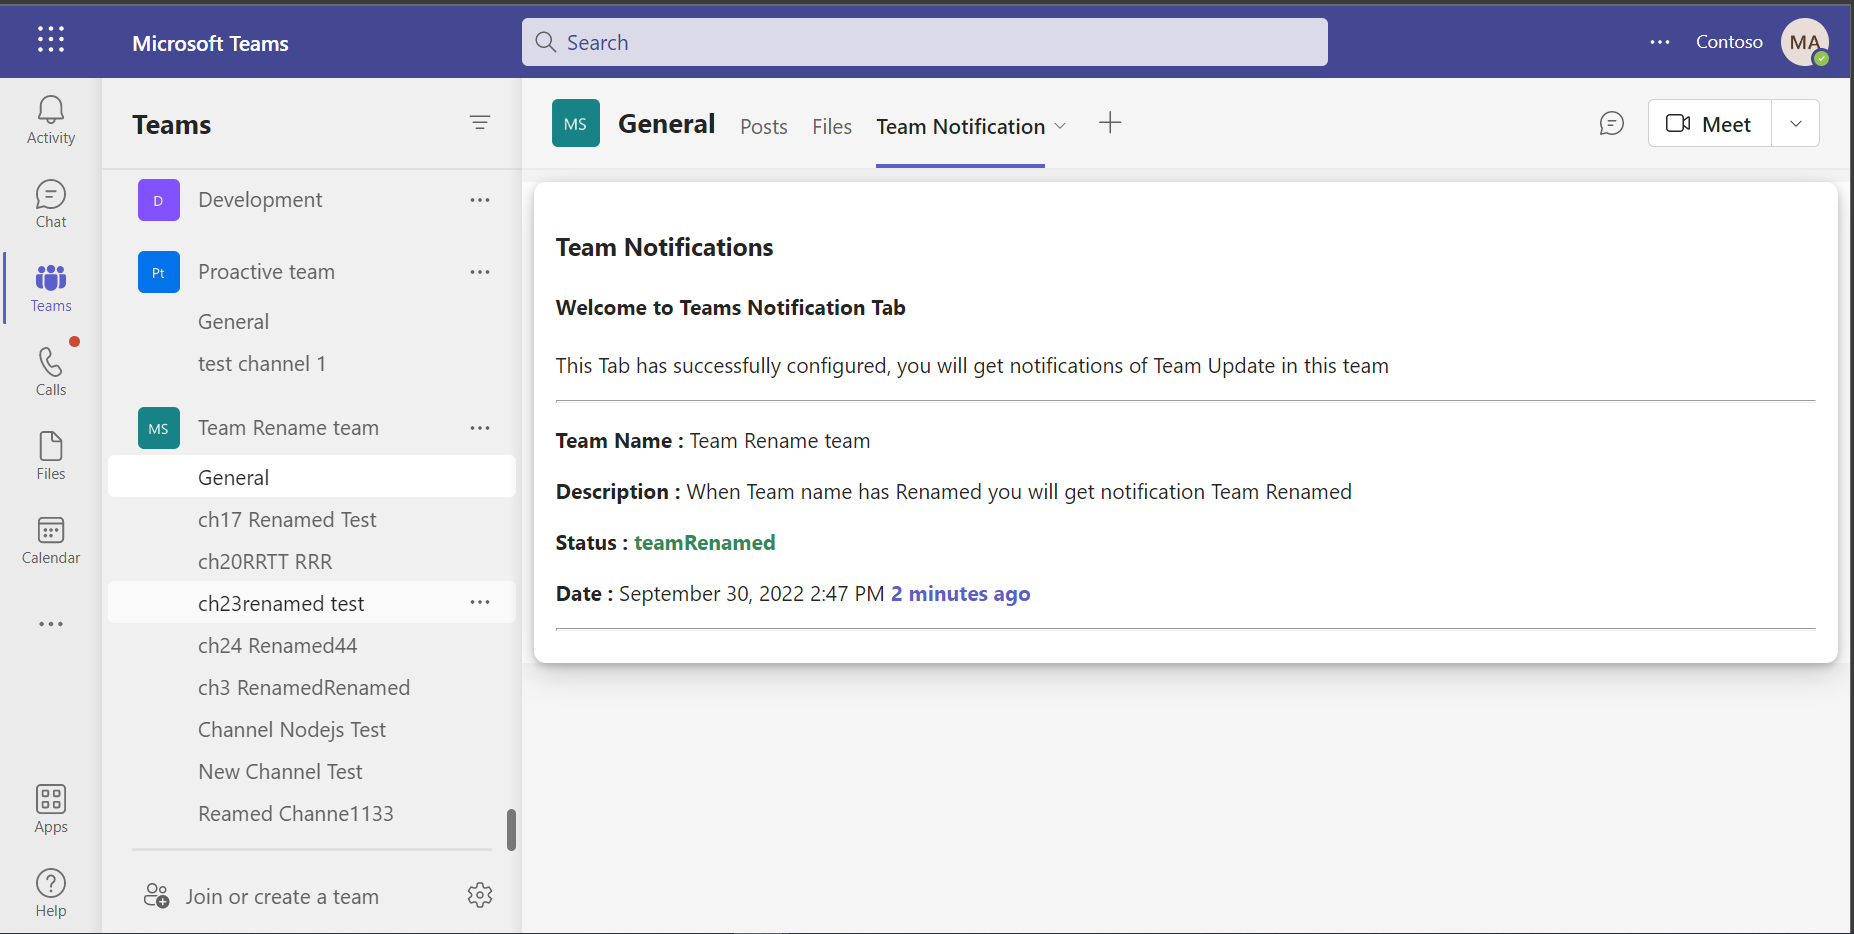 Microsoft Teams
Search
Contoso
MA
Activity
Chat
Teams
Calls
Files
Calendar
Apps
Help
Teams
D Development
Pt Proactive team
General
test channel 1
MS Team Rename team
General
ch17 Renamed Test
ch20RRTT RRR
ch23renamed test
ch24 Renamed44
ch3 RenamedRenamed
Channel Nodejs Test
New Channel Test
Reamed Channe1133
Join or create a team
MS General Posts Files Team Notification
Meet
Team Notifications
Welcome to Teams Notification Tab
This Tab has successfully configured, you will get notifications of Team Update in this team
Team Name : Team Rename team
Description : When Team name has Renamed you will get notification Team Renamed
Status : teamRenamed
Date : September 30, 2022 2:47 PM 2 minutes ago